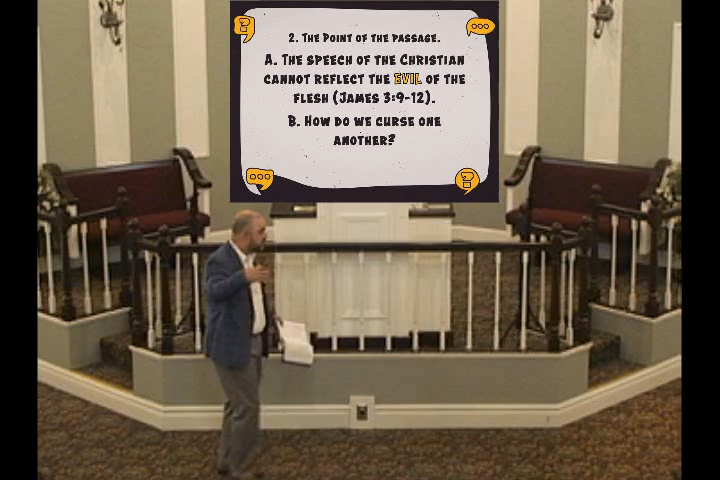 2. The Point of the passage.
A. The speech of the Christian
cannot reflect the EVIL of the
flesh (James 3:9-12).
B. How do we curse one
another?